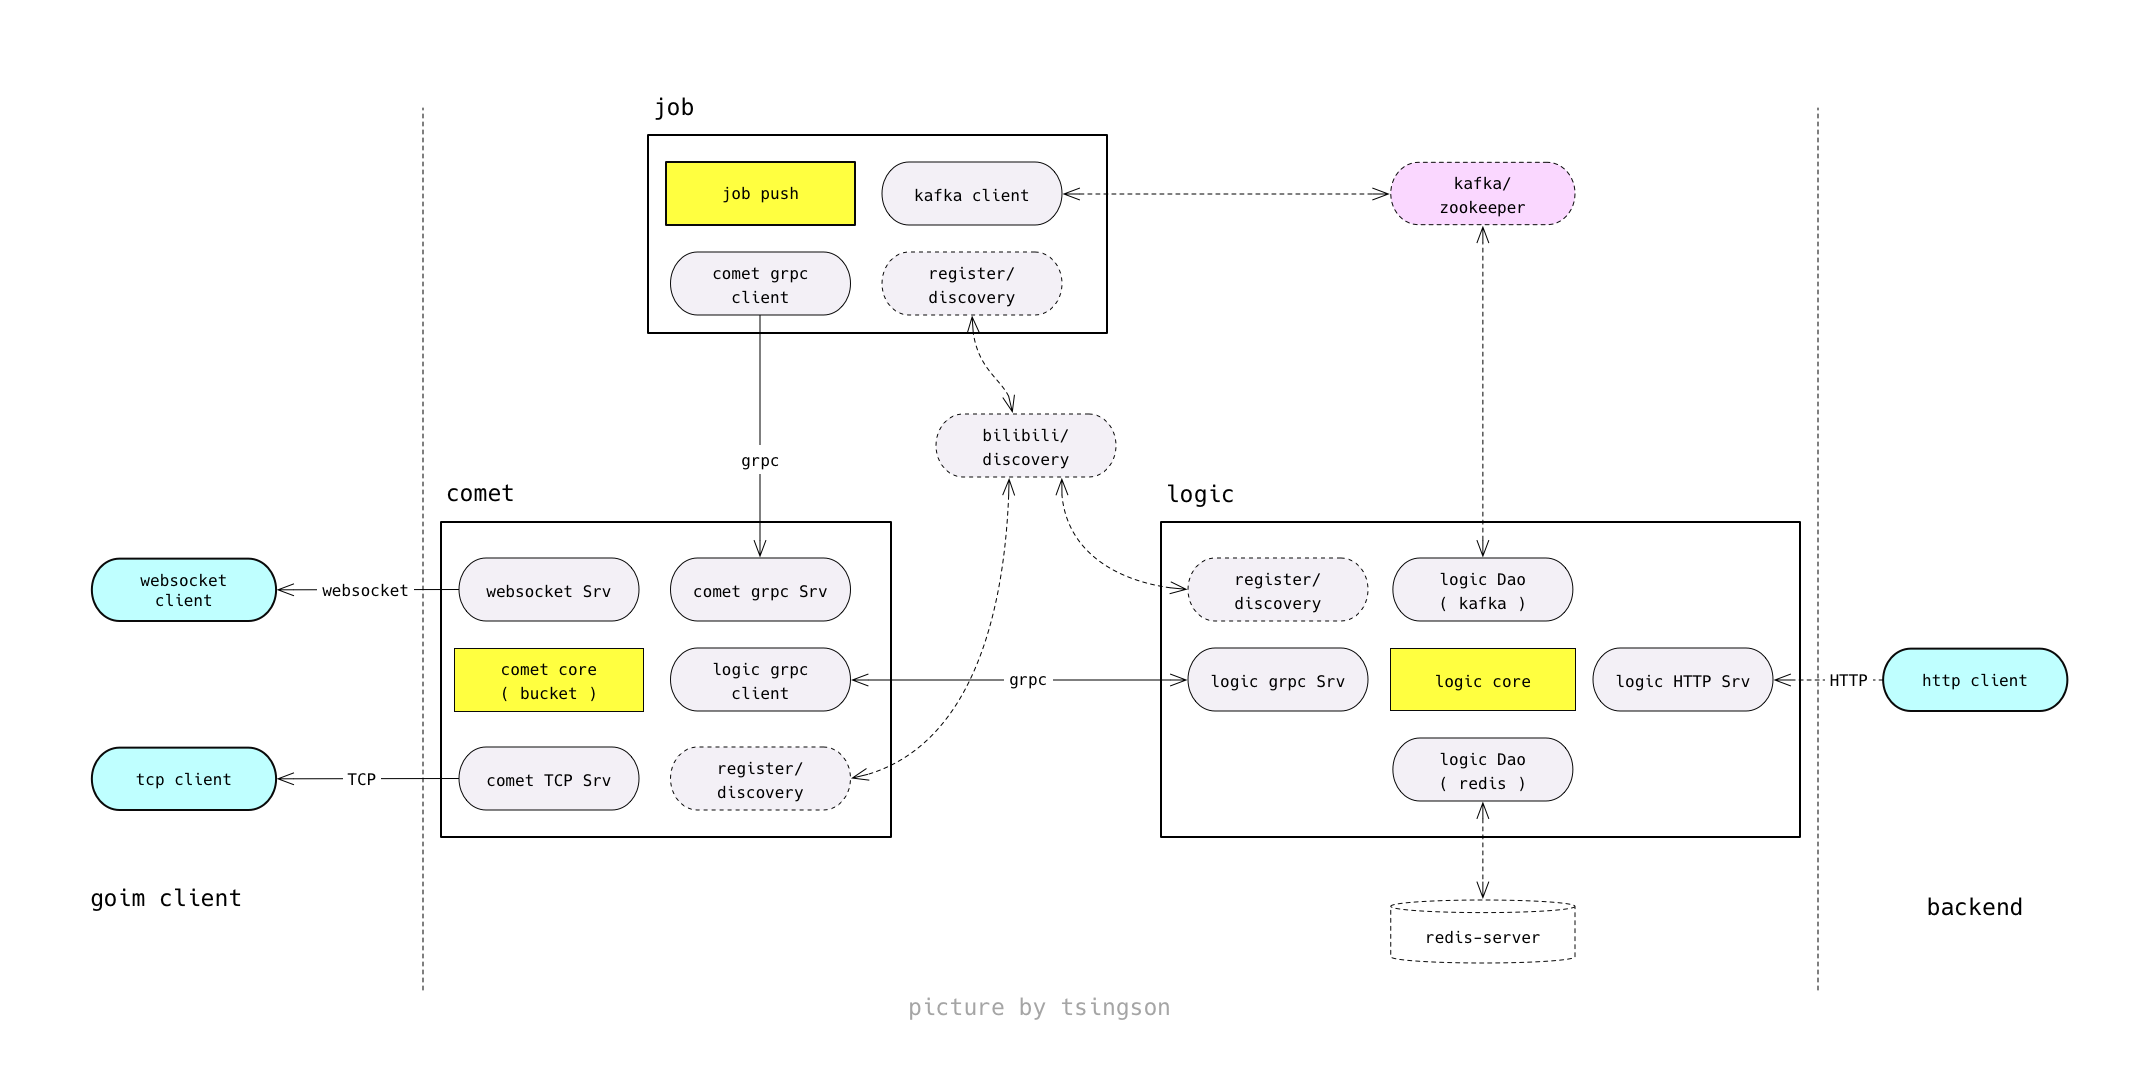 job
job push
kafka client
kafka/
zookeeper
comet grpc
client
register/
discovery
bilibili/
discovery
grpc
comet
logic
websocket
client
websocket
websocket Srv
comet grpc Srv
register/
discovery
logic Dao
( kafka )
comet core
( bucket )
logic grpc
client
grpc
logic grpc Srv
logic core
logic HTTP Srv
HTTP
http client
tcp client
TCP
comet TCP Srv
register/
discovery
logic Dao
( redis )
goim client
backend
redis-server
picture by tsingson